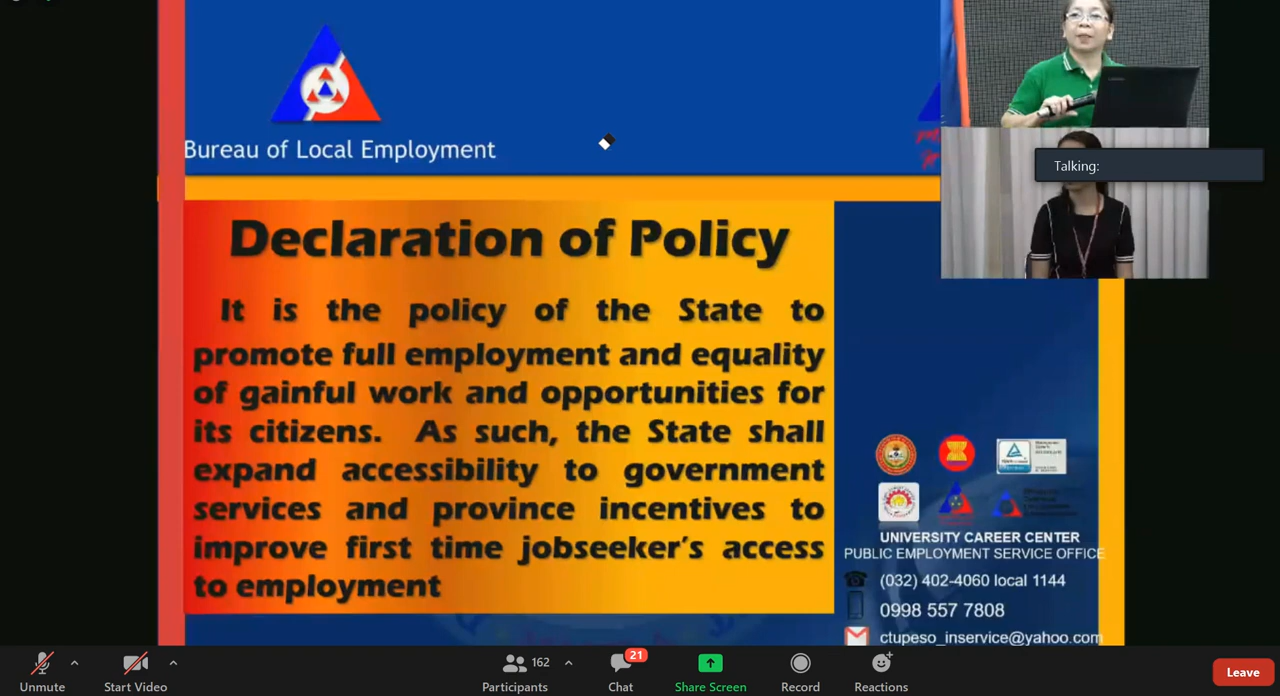 Bureau of Local Employment
Talking:
Declaration of Policy
It is the policy of the State to
promote full employment and equality
of gainful work and opportunities for
its citizens. As such, the State shall
expand accessibility to government
services and province incentives to
improve first time jobseeker's access
to employment
UNIVERSITY CAREER CENTER
PUBLIC EMPLOYMENT SERVICE OFFICE
(032) 402-4060 local 1144
0998 557 7808
ctupeso_inservice@yahoo.com
Unmute
Start Video
162
Participants
21
Chat
Share Screen
Record
Reactions
Leave